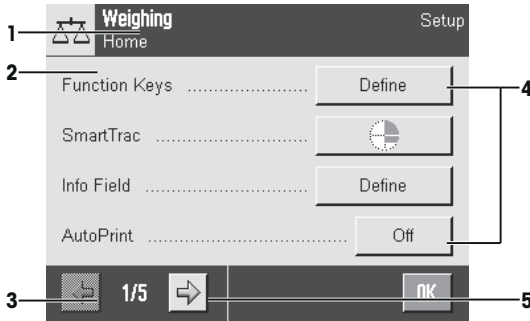 Weighing
Setup
1
Home
2
Function Keys ........................ Define
4
SmartTrac ................................
Info Field .................................. Define
AutoPrint ......................................... Off
3
1/5
OK
5